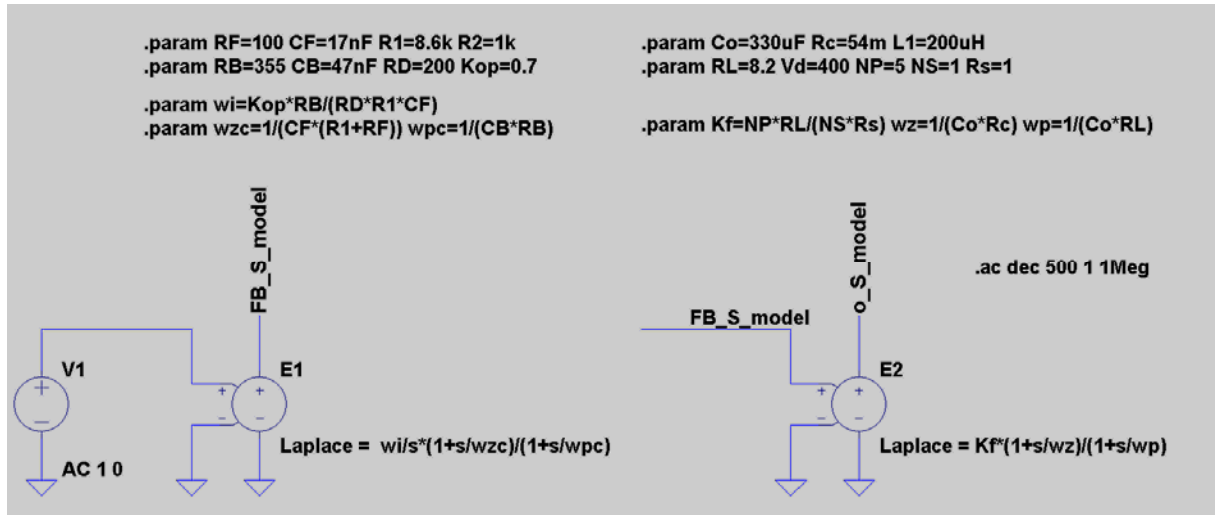 .param RF=100 CF=17nF R1=8.6k R2=1k
.param RB=355 CB=47nF RD=200 Kop=0.7
.param wi=Kop*RB/(RD*R1*CF)
.param wzc=1/(CF*(R1+RF)) wpc=1/(CB*RB)
.param Co=330uF Rc=54m L1=200uH
.param RL=8.2 Vd=400 NP=5 NS=1 Rs=1
.param Kf=NP*RL/(NS*Rs) wz=1/(Co*Rc) wp=1/(Co*RL)
FB_S_model
o_S_model
.ac dec 500 1 1Meg
FB_S_model
V1
E1
E2
Laplace = wi/s*(1+s/wzc)/(1+s/wpc)
Laplace = Kf*(1+s/wz)/(1+s/wp)
AC 1 0